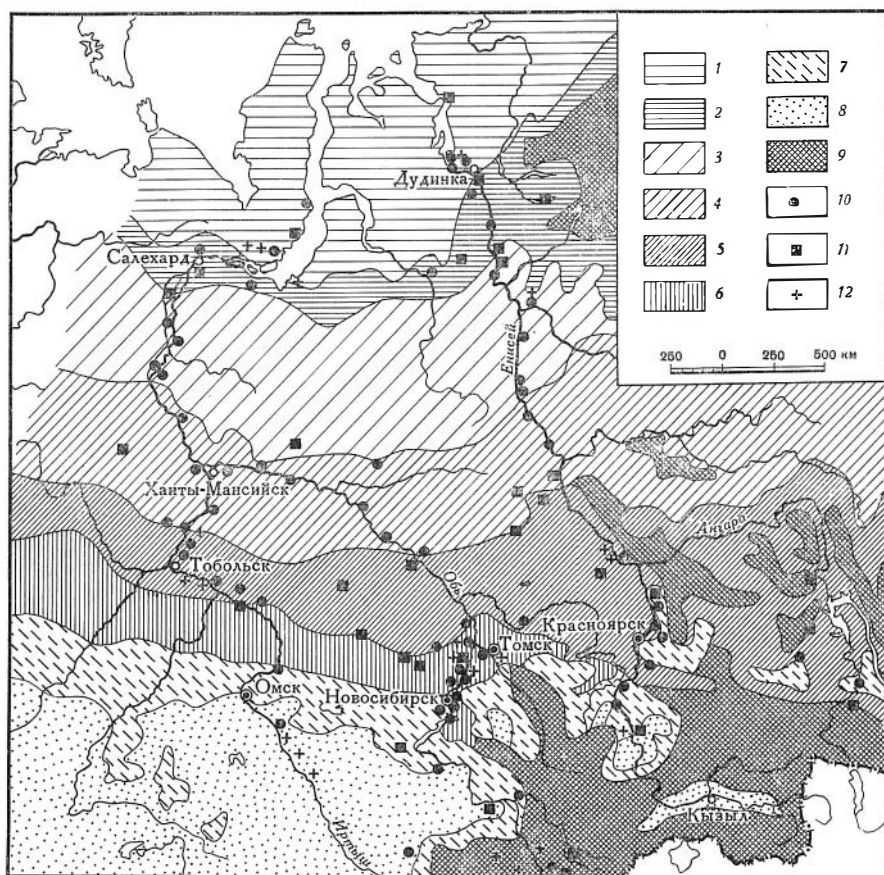 1 7
2 8
3 9
4 10
5 11
6 12
250 0 250 500 км
Дудинка
Салехард
Енисей
Ханты-Мансийск
Ангара
Тобольск
Обь
Красноярск
Томск
Омск
Новосибирск
Кызыл
Иртыш